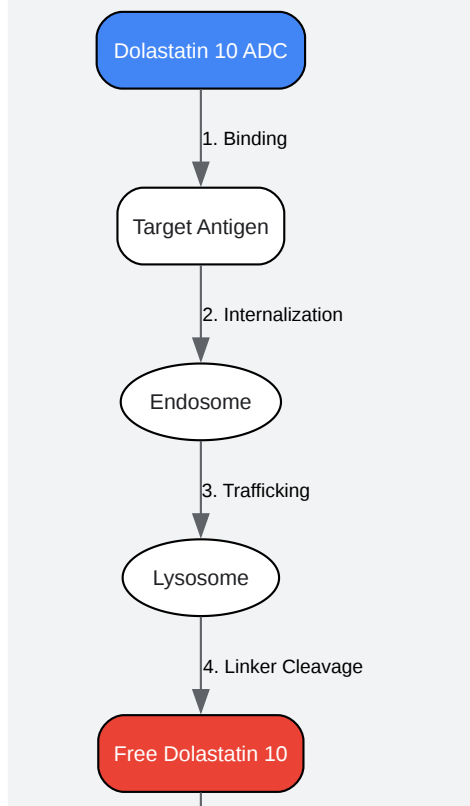 Dolastatin 10 ADC
1. Binding
Target Antigen
2. Internalization
Endosome
3. Trafficking
Lysosome
4. Linker Cleavage
Free Dolastatin 10